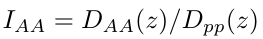 I_{AA} = D_{AA}(z)/D_{pp}(z)